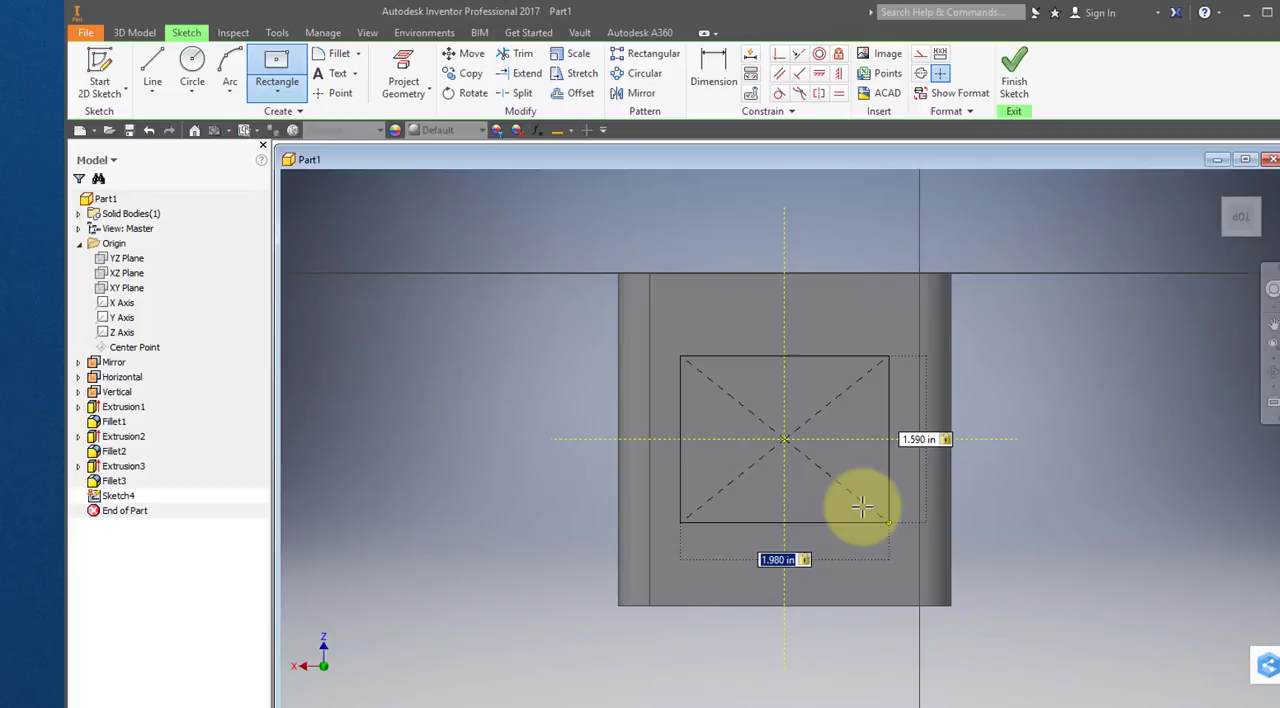 Autodesk Inventor Professional 2017 Part1
Search Help & Commands...
Sign In
PRO
File
3D Model
Sketch
Inspect
Tools
Manage
View
Environments
BIM
Get Started
Vault
Autodesk A360
Start
2D Sketch
Line
Circle
Arc
Rectangle
Fillet
Text
Point
Project
Geometry
Move
Copy
Rotate
Trim
Extend
Split
Scale
Stretch
Offset
Rectangular
Circular
Mirror
Dimension
Image
Points
ACAD
Show Format
Finish
Sketch
Sketch
Create
Modify
Pattern
Constrain
Insert
Format
Exit
Default
Model
Part1
Part1
Solid Bodies(1)
View: Master
Origin
YZ Plane
XZ Plane
XY Plane
X Axis
Y Axis
Z Axis
Center Point
Mirror
Horizontal
Vertical
Extrusion1
Fillet1
Extrusion2
Fillet2
Extrusion3
Fillet3
Sketch4
End of Part
TOP
1.590 in
1.980 in
Z
X